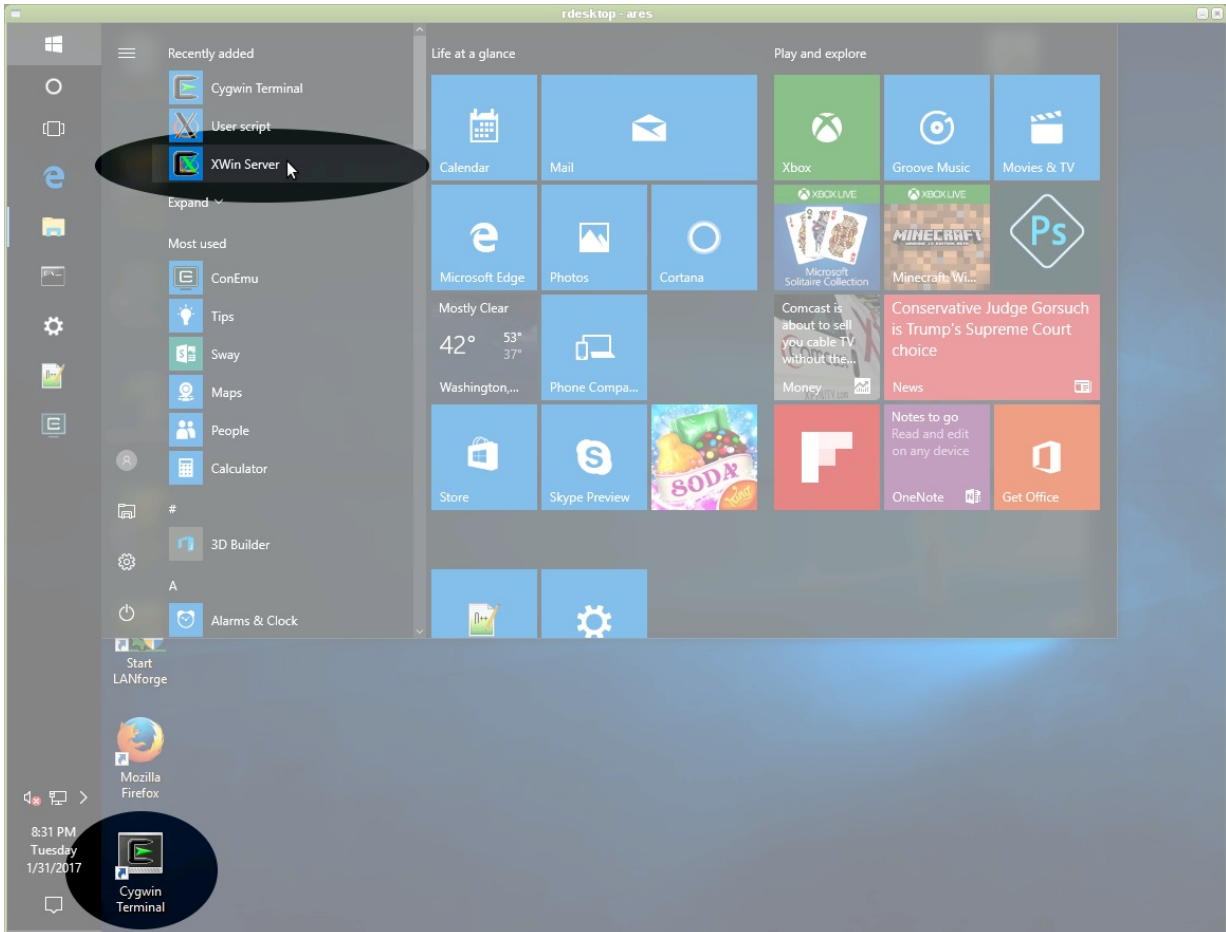 rdesktop - ares
Recently added
Cygwin Terminal
User script
XWin Server
Expand
Most used
ConEmu
Tips
Sway
Maps
People
Calculator
#
3D Builder
A
Alarms & Clock
Life at a glance
Calendar
Mail
Microsoft Edge
Photos
Cortana
Mostly Clear
42° 53°
37°
Washington,...
Phone Compa...
Store
Skype Preview
SODA
Play and explore
Xbox
Groove Music
Movies & TV
XBOX LIVE
Microsoft
Solitaire Collection
XBOX LIVE
MINECRAFT
Minecraft: Wi...
Ps
Comcast is
about to sell
you cable TV
without the...
Money
Conservative Judge Gorsuch
is Trump's Supreme Court
choice
News
Notes to go
Read and edit
on any device
OneNote
Get Office
Start
LANforge
Mozilla
Firefox
Cygwin
Terminal
8:31 PM
Tuesday
1/31/2017